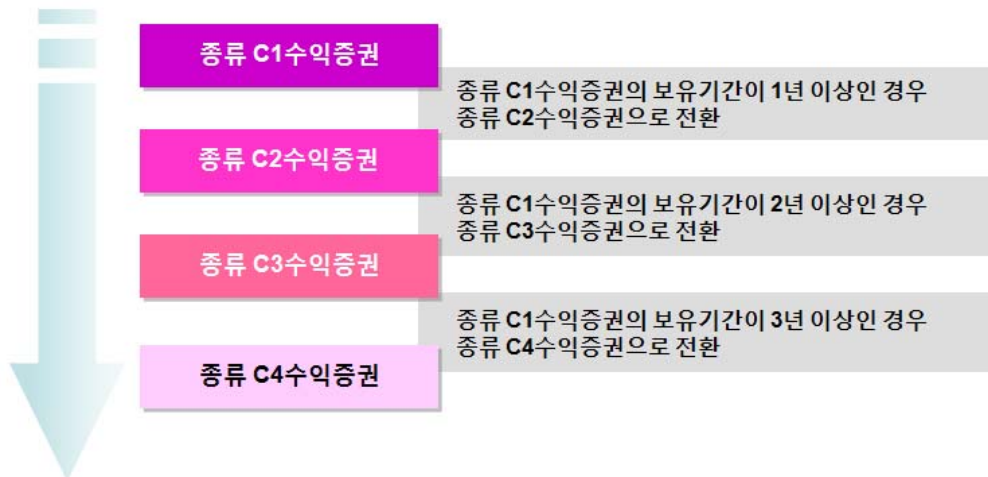 종류 C1수익증권
종류 C1수익증권의 보유기간이 1년 이상인 경우
종류 C2수익증권으로 전환
종류 C2수익증권
종류 C1수익증권의 보유기간이 2년 이상인 경우
종류 C3수익증권으로 전환
종류 C3수익증권
종류 C1수익증권의 보유기간이 3년 이상인 경우
종류 C4수익증권으로 전환
종류 C4수익증권